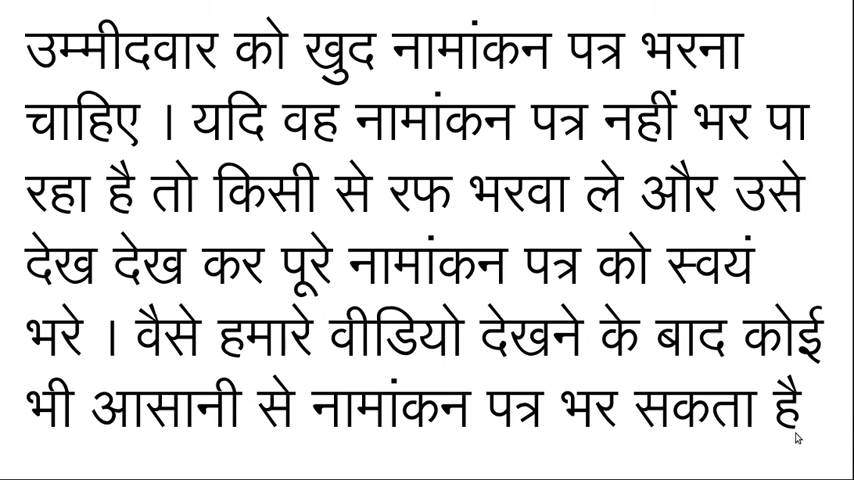 उम्मीदवार को खुद नामांकन पत्र भरना
चाहिए । यदि वह नामांकन पत्र नहीं भर पा
रहा है तो किसी से रफ भरवा ले और उसे
देख देख कर पूरे नामांकन पत्र को स्वयं
भरे । वैसे हमारे वीडियो देखने के बाद कोई
भी आसानी से नामांकन पत्र भर सकता है